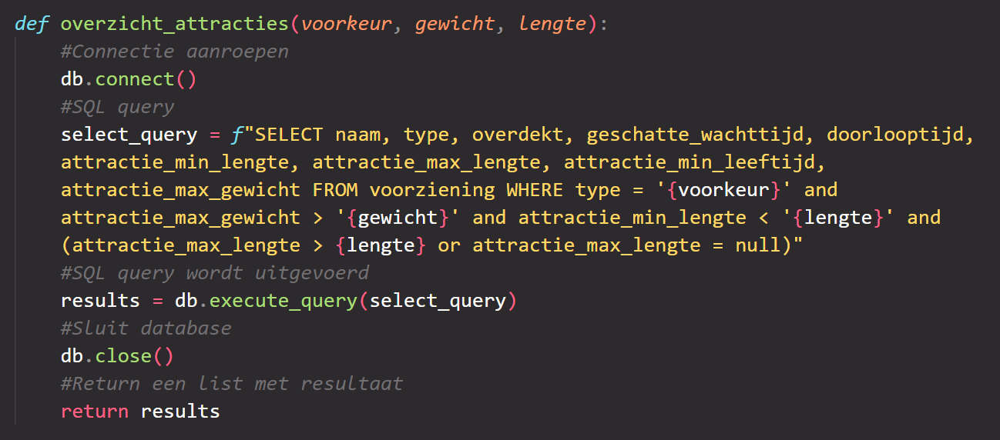 def overzicht_attracties(voorkeur, gewicht, lengte):
    #Connectie aanroepen
    db.connect()
    #SQL query
    select_query = f"SELECT naam, type, overdekt, geschatte_wachttijd, doorlooptijd,
    attractie_min_lengte, attractie_max_lengte, attractie_min_leeftijd,
    attractie_max_gewicht FROM voorziening WHERE type = '{voorkeur}' and
    attractie_max_gewicht > '{gewicht}' and attractie_min_lengte < '{lengte}' and
    (attractie_max_lengte > {lengte} or attractie_max_lengte = null)"
    #SQL query wordt uitgevoerd
    results = db.execute_query(select_query)
    #Sluit database
    db.close()
    #Return een list met resultaat
    return results